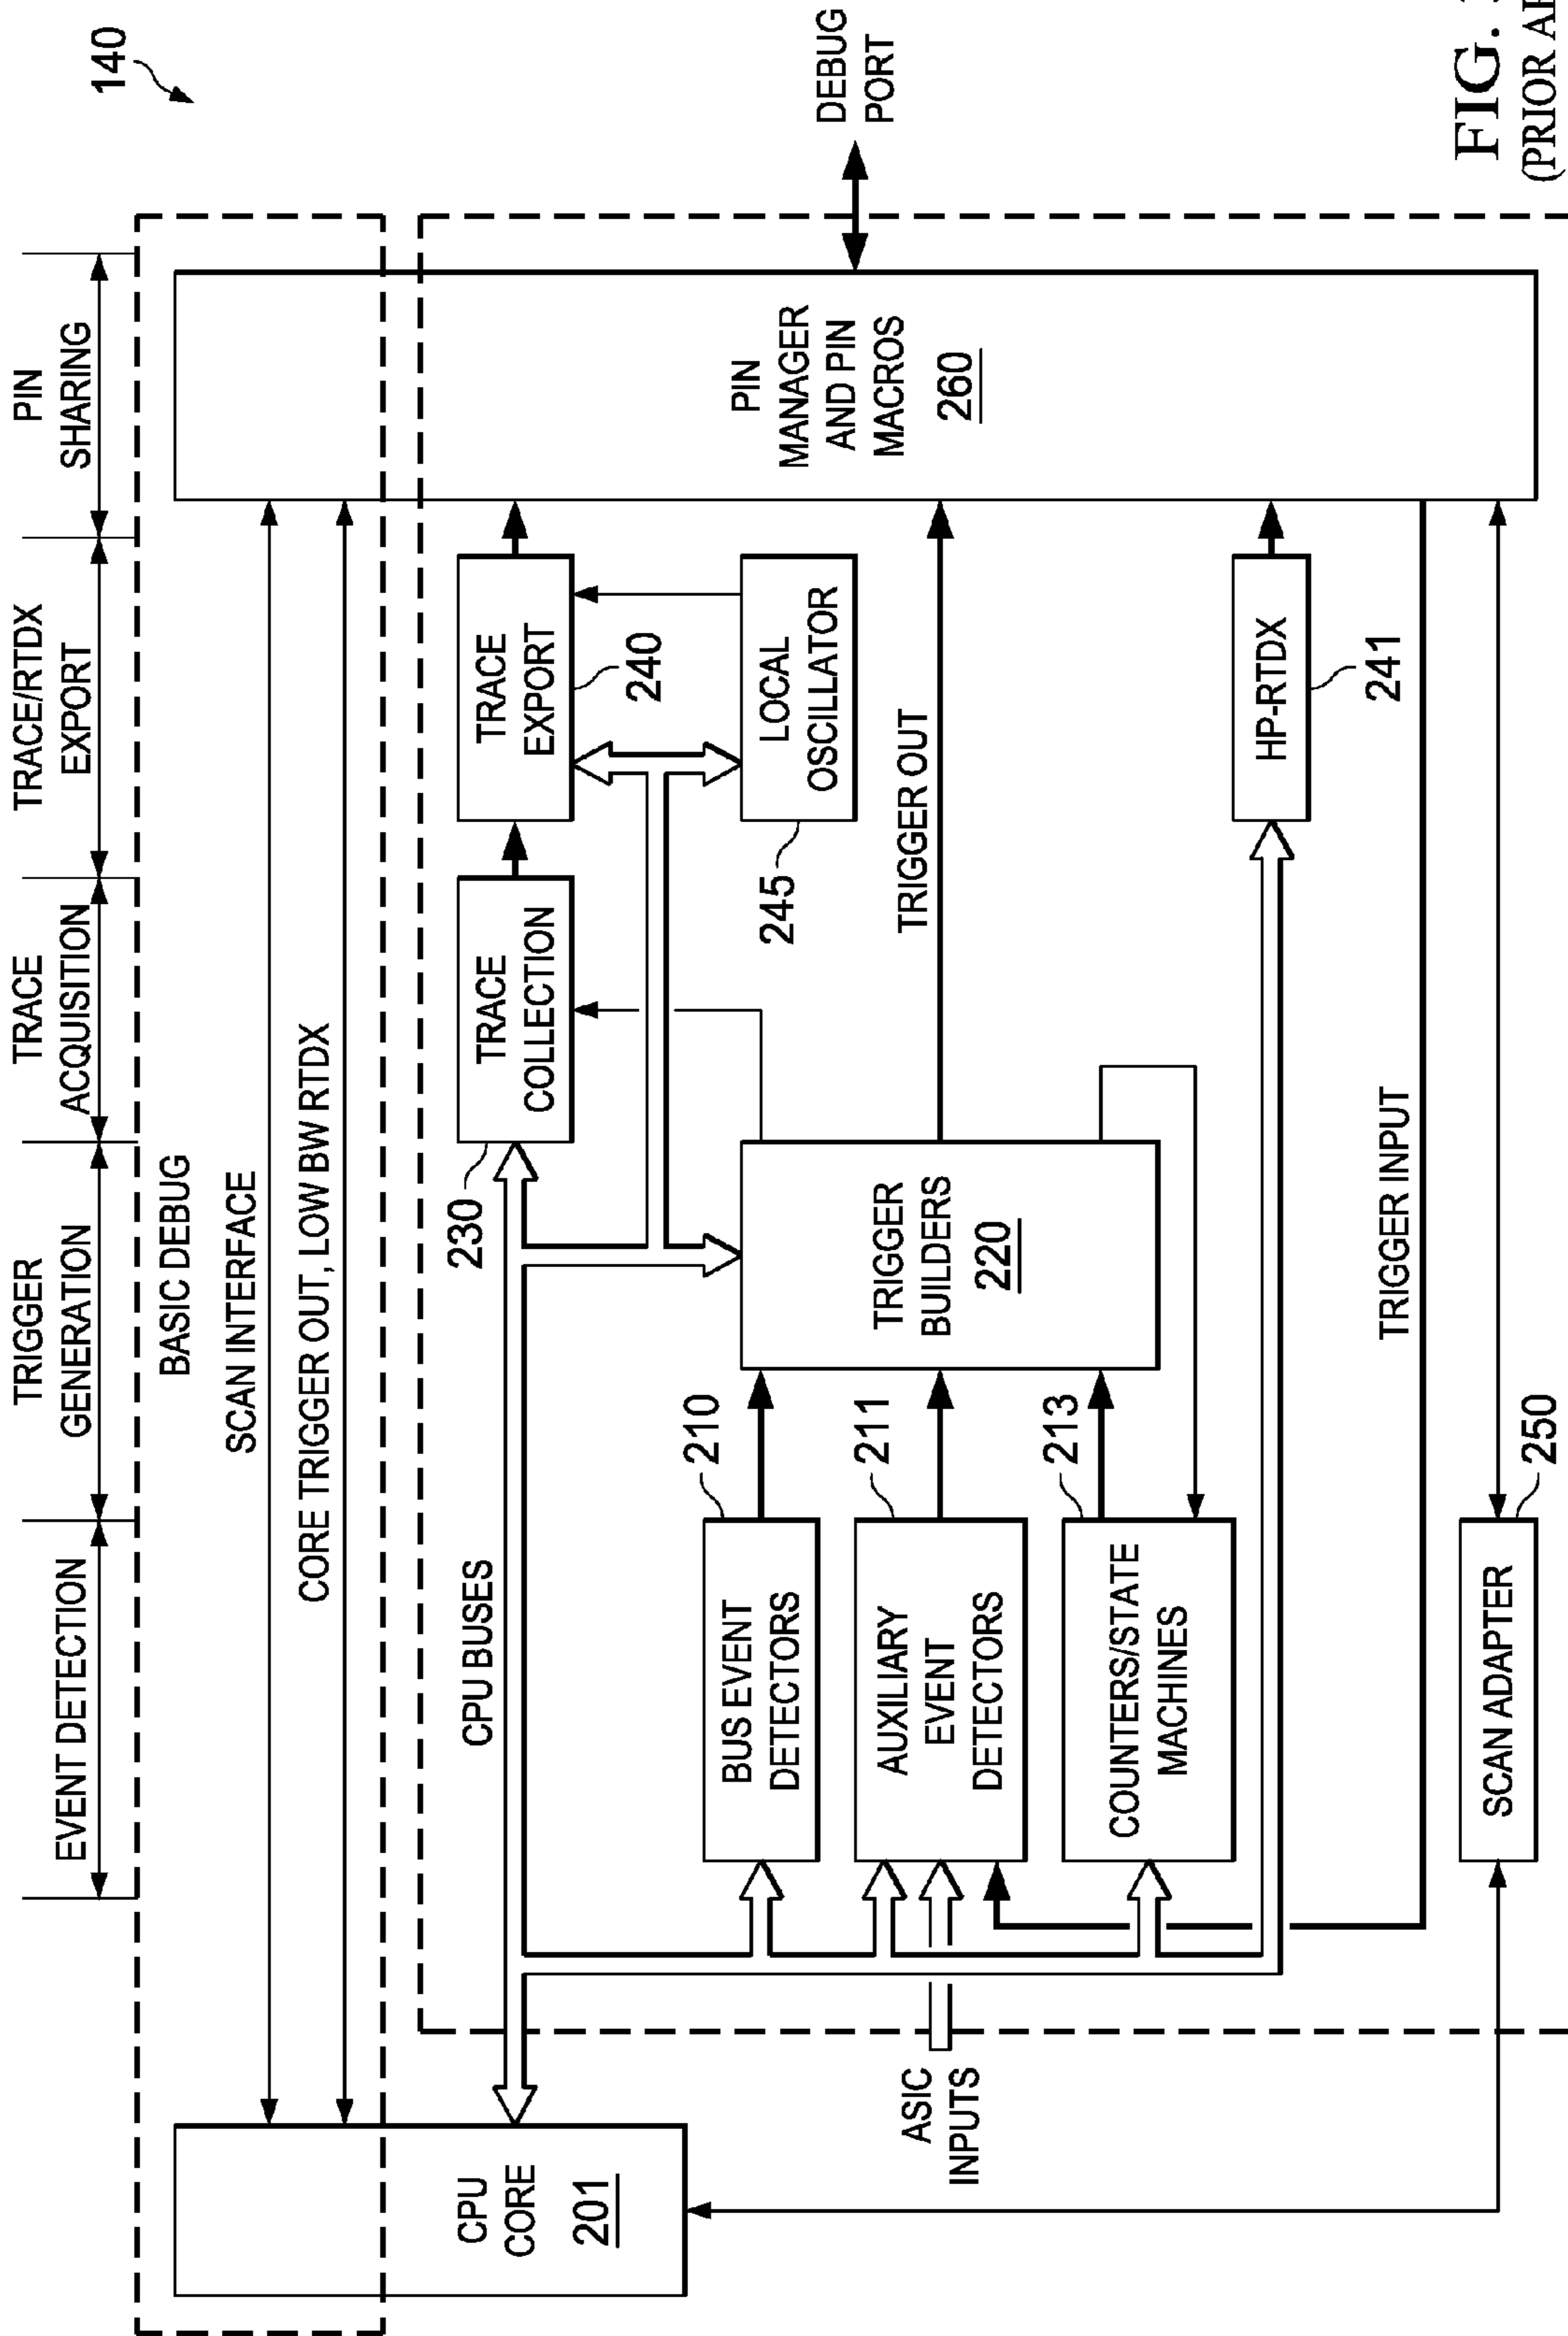 140
EVENT DETECTION
TRIGGER
GENERATION
TRACE
ACQUISITION
TRACE/RTDX
EXPORT
PIN
SHARING
BASIC DEBUG
SCAN INTERFACE
CORE TRIGGER OUT, LOW BW RTDX
CPU
CORE
201
CPU BUSES
230
TRACE
COLLECTION
TRACE
EXPORT
240
LOCAL
OSCILLATOR
245
BUS EVENT
DETECTORS
210
AUXILIARY
EVENT
DETECTORS
211
COUNTERS/STATE
MACHINES
213
TRIGGER
BUILDERS
220
TRIGGER OUT
PIN
MANAGER
AND PIN
MACROS
260
DEBUG
PORT
ASIC
INPUTS
HP-RTDX
241
TRIGGER INPUT
SCAN ADAPTER
250
FIG.
(PRIOR